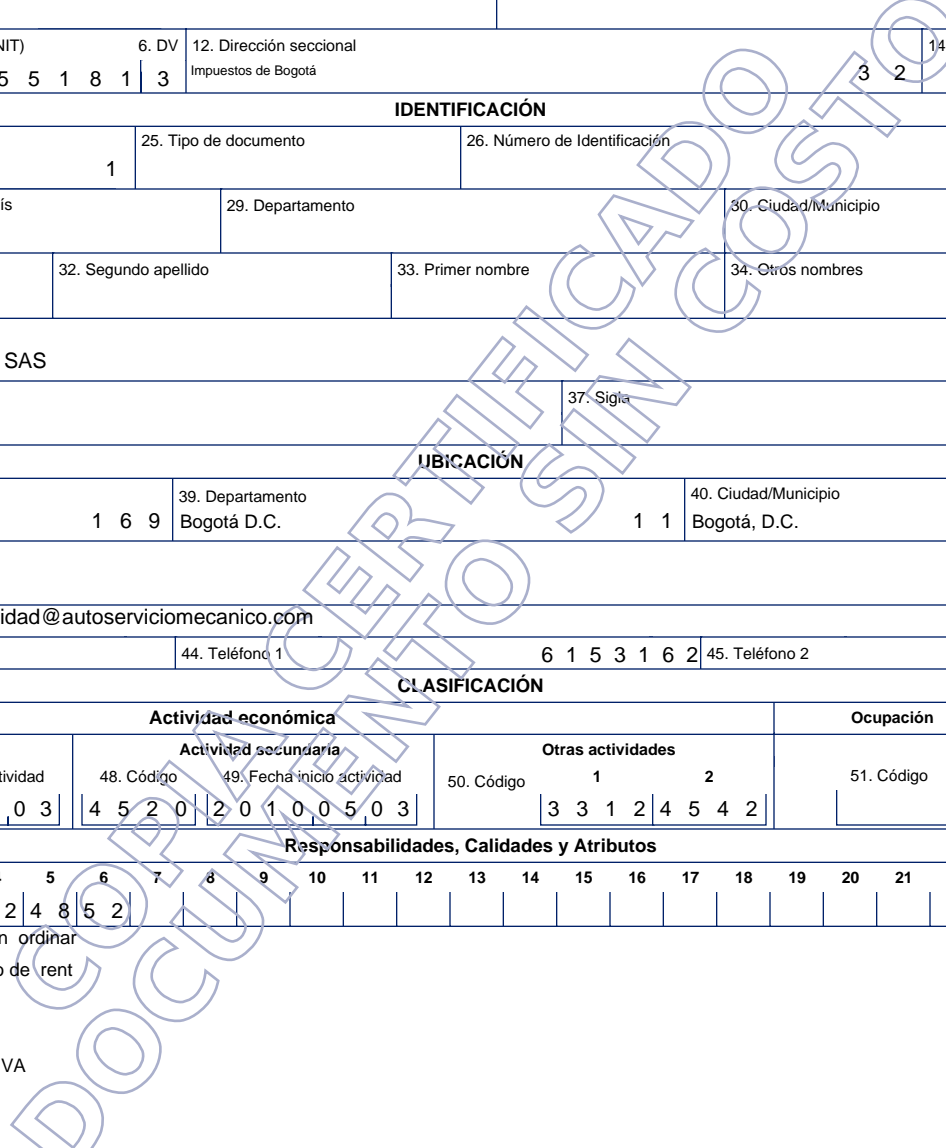 NIT) 6. DV 12. Dirección seccional 14
5 5 1 8 1 3 Impuestos de Bogotá 3 2
IDENTIFICACIÓN
25. Tipo de documento 26. Número de Identificación
1
ís 29. Departamento 30. Ciudad/Municipio
32. Segundo apellido 33. Primer nombre 34. Otros nombres
SAS
37. Sigla
UBICACIÓN
39. Departamento 40. Ciudad/Municipio
1 6 9 Bogotá D.C. 1 1 Bogotá, D.C.
idad@autoserviciomecanico.com
44. Teléfono 1 6 1 5 3 1 6 2 45. Teléfono 2
CLASIFICACIÓN
Actividad económica Ocupación
Actividad secundaria Otras actividades
tividad 48. Código 49. Fecha inicio actividad 50. Código 1 2 51. Código
0 3 4 5 2 0 2 0 1 0 0 5 0 3 3 3 1 2 4 5 4 2
Responsabilidades, Calidades y Atributos
5 6 7 8 9 10 11 12 13 14 15 16 17 18 19 20 21
2 4 8 5 2
n ordinar
o de rent
VA
COPIA CERTIFICADO
DOCUMENTO SIN COSTO